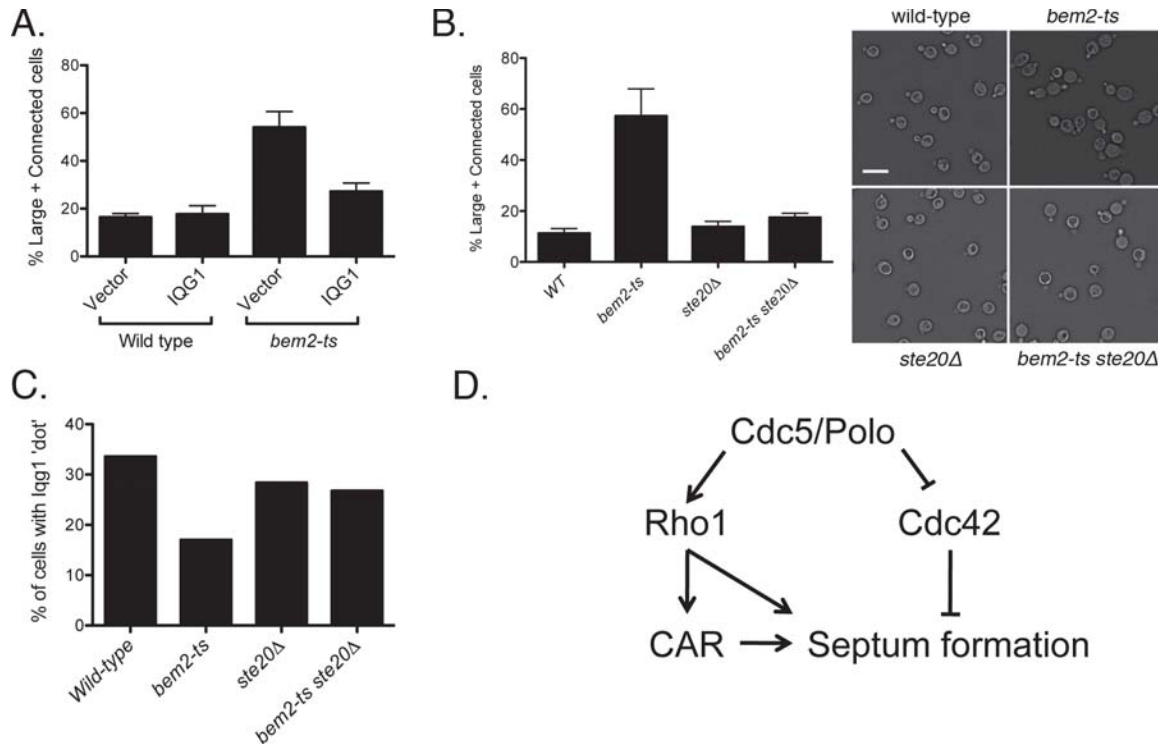 A.
% Large + Connected cells
80
60
40
20
0
Vector
IQG1
Vector
IQG1
Wild type
bem2-ts
B.
% Large + Connected cells
80
60
40
20
0
WT
bem2-ts
ste20Δ
bem2-ts ste20Δ
wild-type
bem2-ts
ste20Δ
bem2-ts ste20Δ
C.
% of cells with Iqg1 'dot'
40
30
20
10
0
Wild-type
bem2-ts
ste20Δ
bem2-ts ste20Δ
D.
Cdc5/Polo
Rho1
Cdc42
CAR
Septum formation